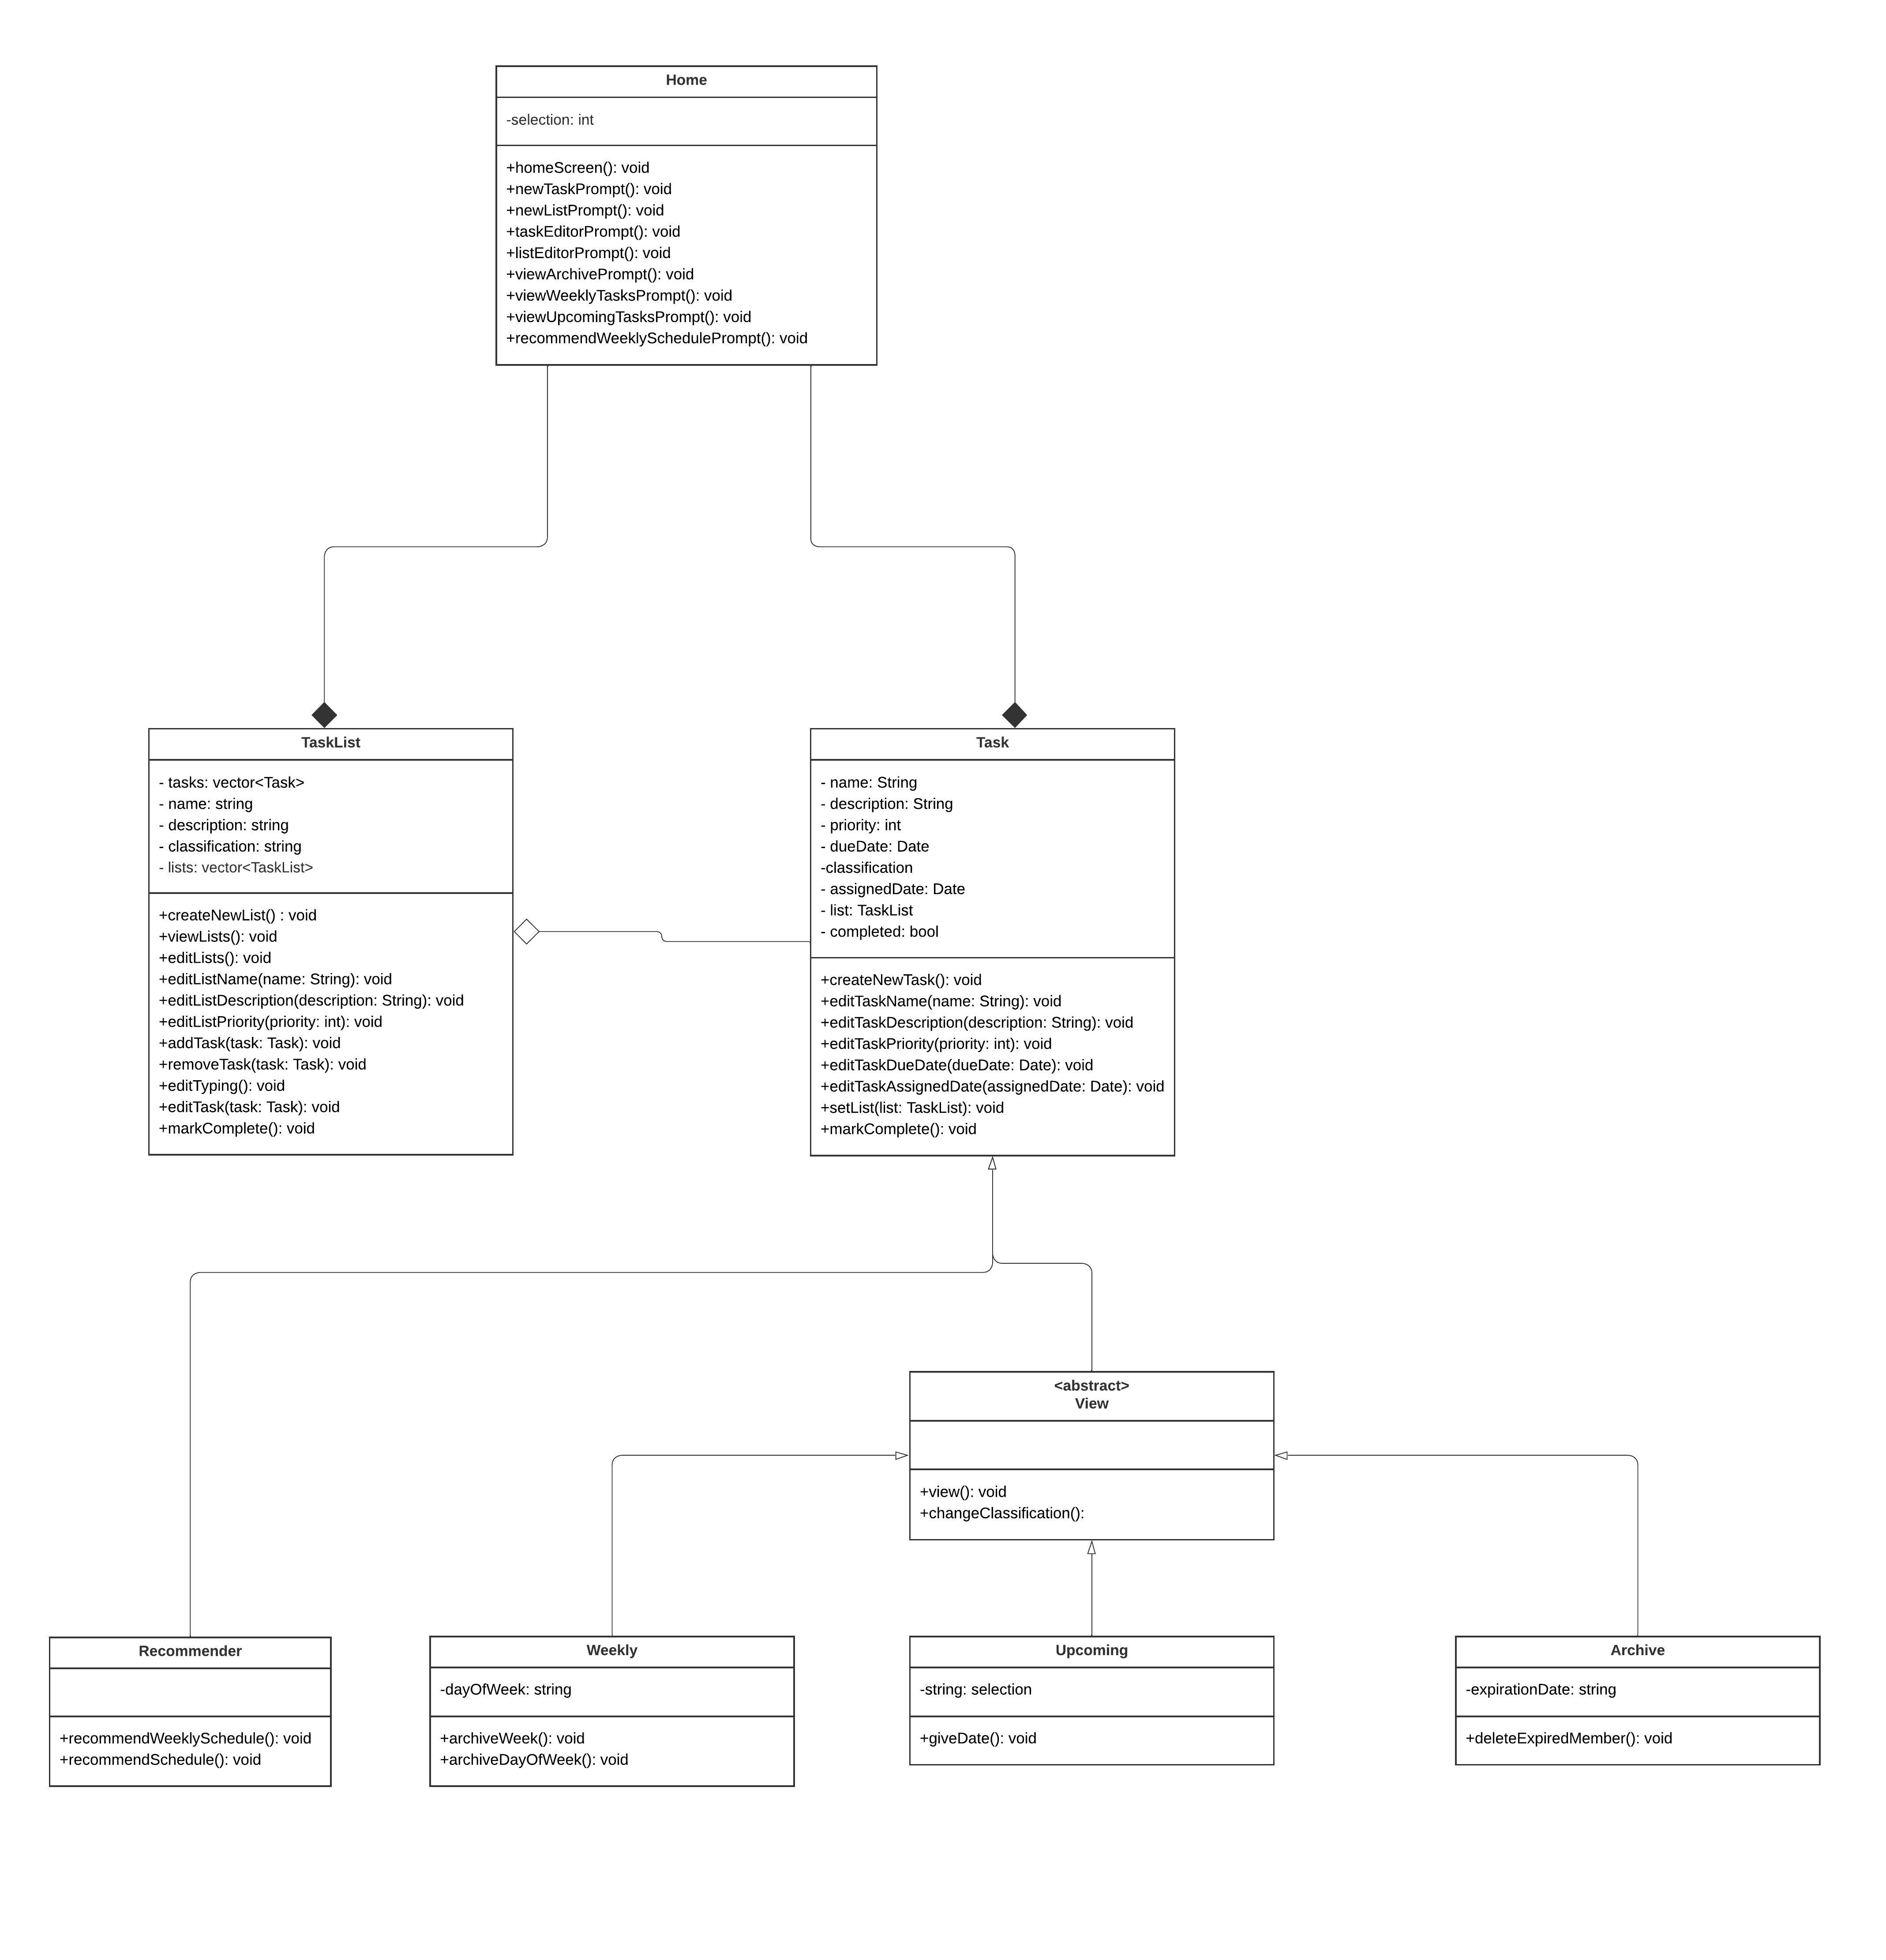 Home
-selection: int
+homeScreen(): void
+newTaskPrompt(): void
+newListPrompt(): void
+taskEditorPrompt(): void
+listEditorPrompt(): void
+viewArchivePrompt(): void
+viewWeeklyTasksPrompt(): void
+viewUpcomingTasksPrompt(): void
+recommendWeeklySchedulePrompt(): void
TaskList
- tasks: vector<Task>
- name: string
- description: string
- classification: string
- lists: vector<TaskList>
+createNewList() : void
+viewLists(): void
+editLists(): void
+editListName(name: String): void
+editListDescription(description: String): void
+editListPriority(priority: int): void
+addTask(task: Task): void
+removeTask(task: Task): void
+editTyping(): void
+editTask(task: Task): void
+markComplete(): void
Task
- name: String
- description: String
- priority: int
- dueDate: Date
-classification
- assignedDate: Date
- list: TaskList
- completed: bool
+createNewTask(): void
+editTaskName(name: String): void
+editTaskDescription(description: String): void
+editTaskPriority(priority: int): void
+editTaskDueDate(dueDate: Date): void
+editTaskAssignedDate(assignedDate: Date): void
+setList(list: TaskList): void
+markComplete(): void
<abstract>
View
+view(): void
+changeClassification():
Recommender
+recommendWeeklySchedule(): void
+recommendSchedule(): void
Weekly
-dayOfWeek: string
+archiveWeek(): void
+archiveDayOfWeek(): void
Upcoming
-string: selection
+giveDate(): void
Archive
-expirationDate: string
+deleteExpiredMember(): void